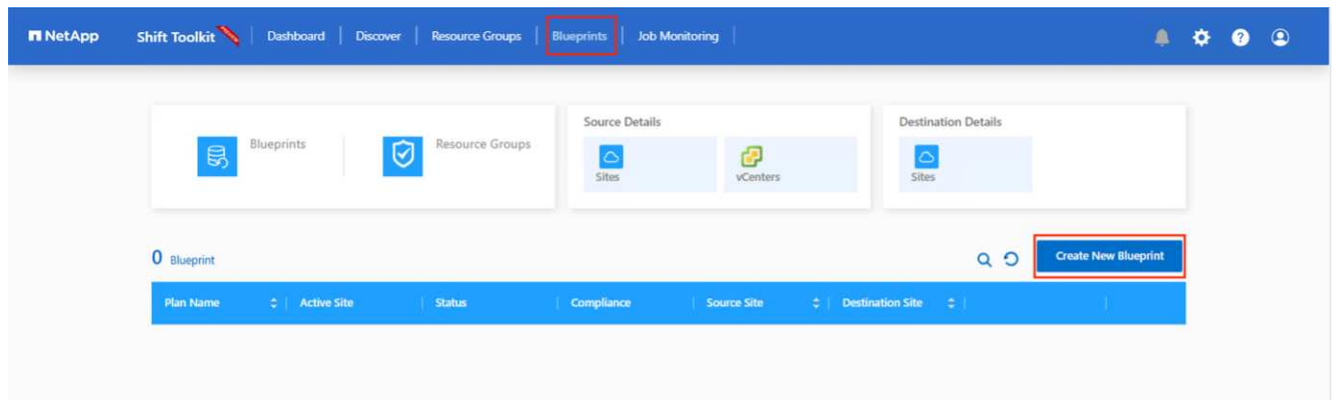 NetApp Shift Toolkit Dashboard Discover Resource Groups Blueprints Job Monitoring
Blueprints
Resource Groups
Source Details
Sites
vCenters
Destination Details
Sites
0 Blueprint
Create New Blueprint
Plan Name Active Site Status Compliance Source Site Destination Site